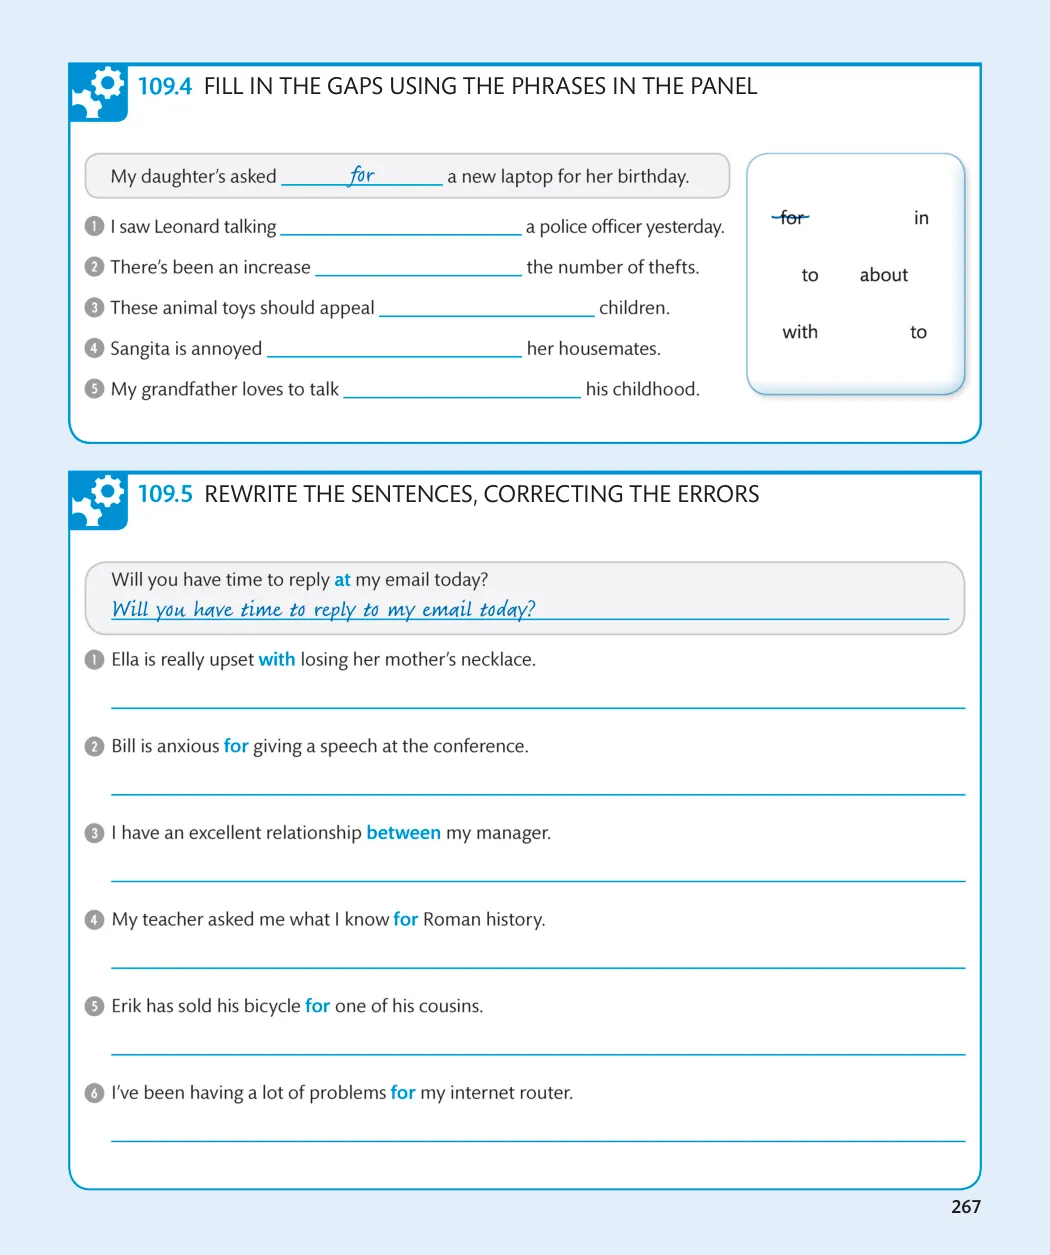 109.4 FILL IN THE GAPS USING THE PHRASES IN THE PANEL
My daughter's asked for a new laptop for her birthday.
1 I saw Leonard talking a police officer yesterday.
2 There's been an increase the number of thefts.
3 These animal toys should appeal children.
4 Sangita is annoyed her housemates.
5 My grandfather loves to talk his childhood.
for in
to about
with to
109.5 REWRITE THE SENTENCES, CORRECTING THE ERRORS
Will you have time to reply at my email today?
Will you have time to reply to my email today?
1 Ella is really upset with losing her mother's necklace.
2 Bill is anxious for giving a speech at the conference.
3 I have an excellent relationship between my manager.
4 My teacher asked me what I know for Roman history.
5 Erik has sold his bicycle for one of his cousins.
6 I've been having a lot of problems for my internet router.
267